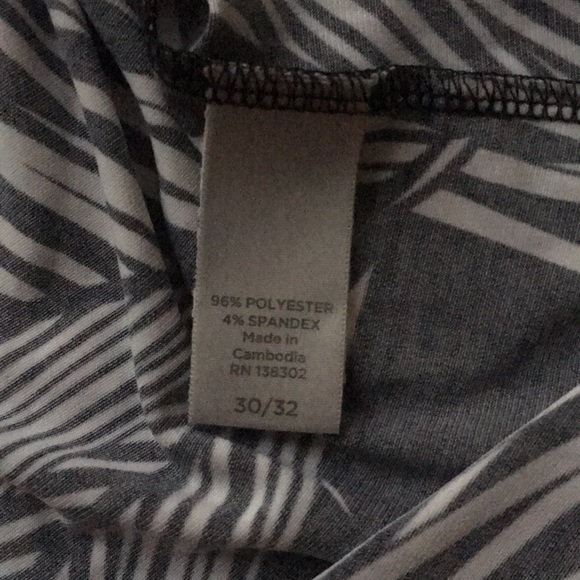 96% POLYESTER
4% SPANDEX
Made in
Cambodia
RN 138302
30/32